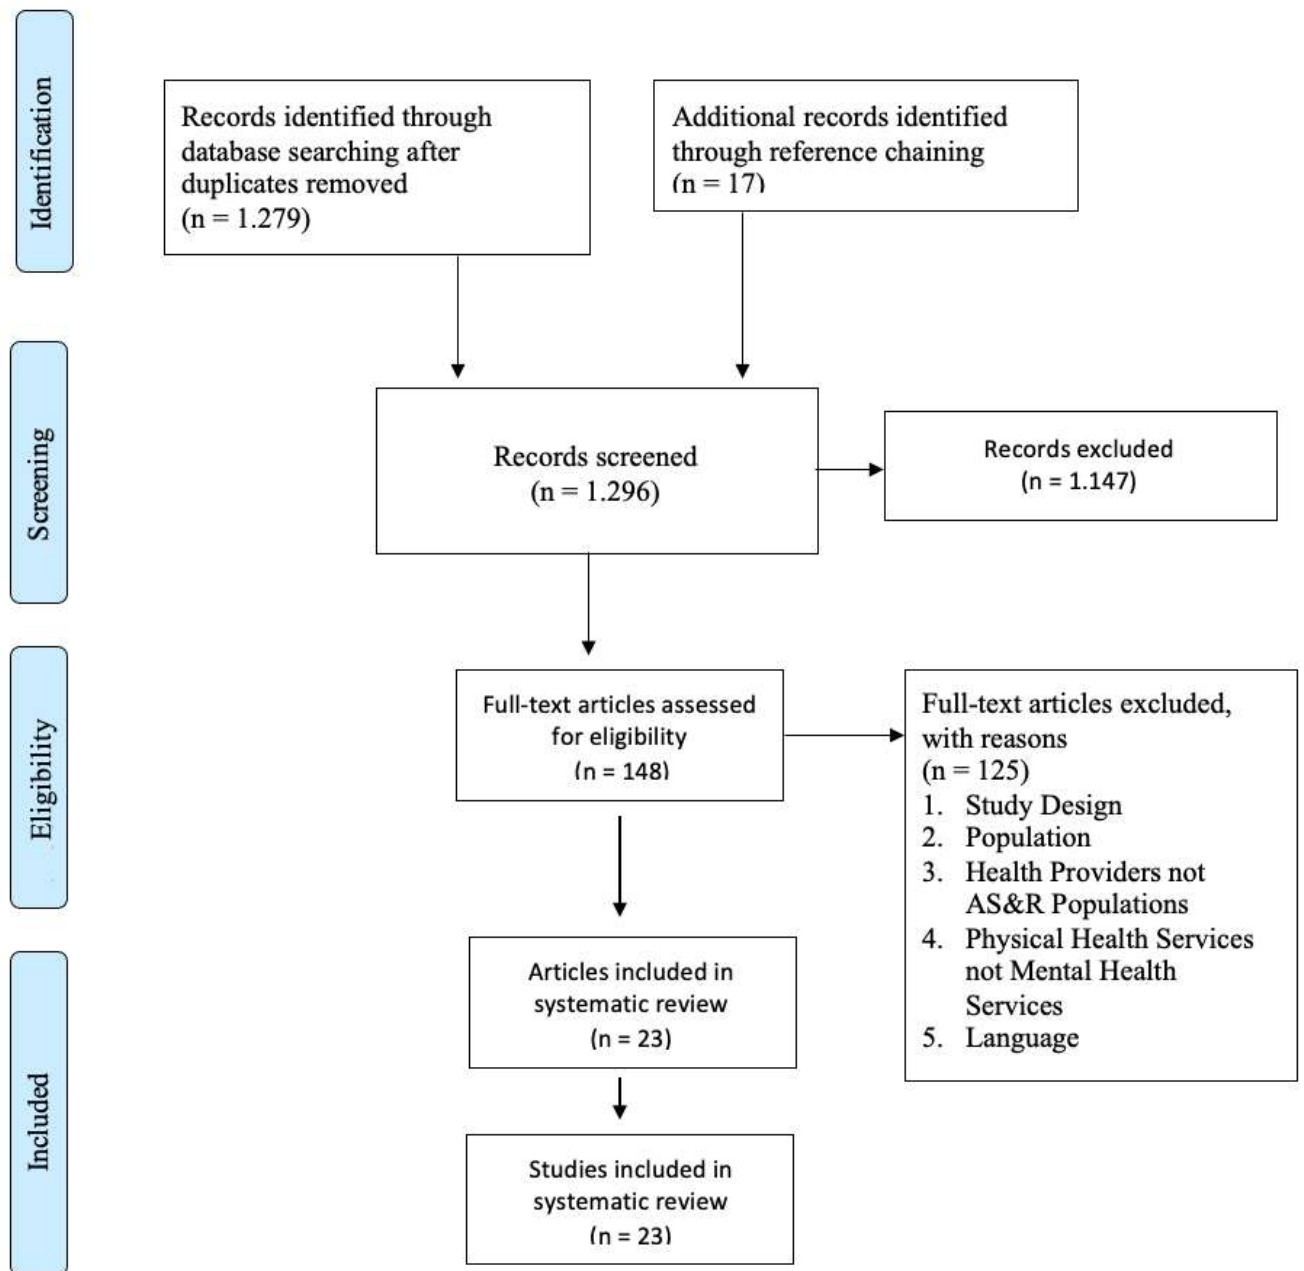 Identification
Records identified through
database searching after
duplicates removed
(n = 1.279)
Additional records identified
through reference chaining
(n = 17)
Screening
Records screened
(n = 1.296)
Records excluded
(n = 1.147)
Eligibility
Full-text articles assessed
for eligibility
(n = 148)
Full-text articles excluded,
with reasons
(n = 125)
1. Study Design
2. Population
3. Health Providers not
AS&R Populations
4. Physical Health Services
not Mental Health
Services
5. Language
Included
Articles included in
systematic review
(n = 23)
Studies included in
systematic review
(n = 23)